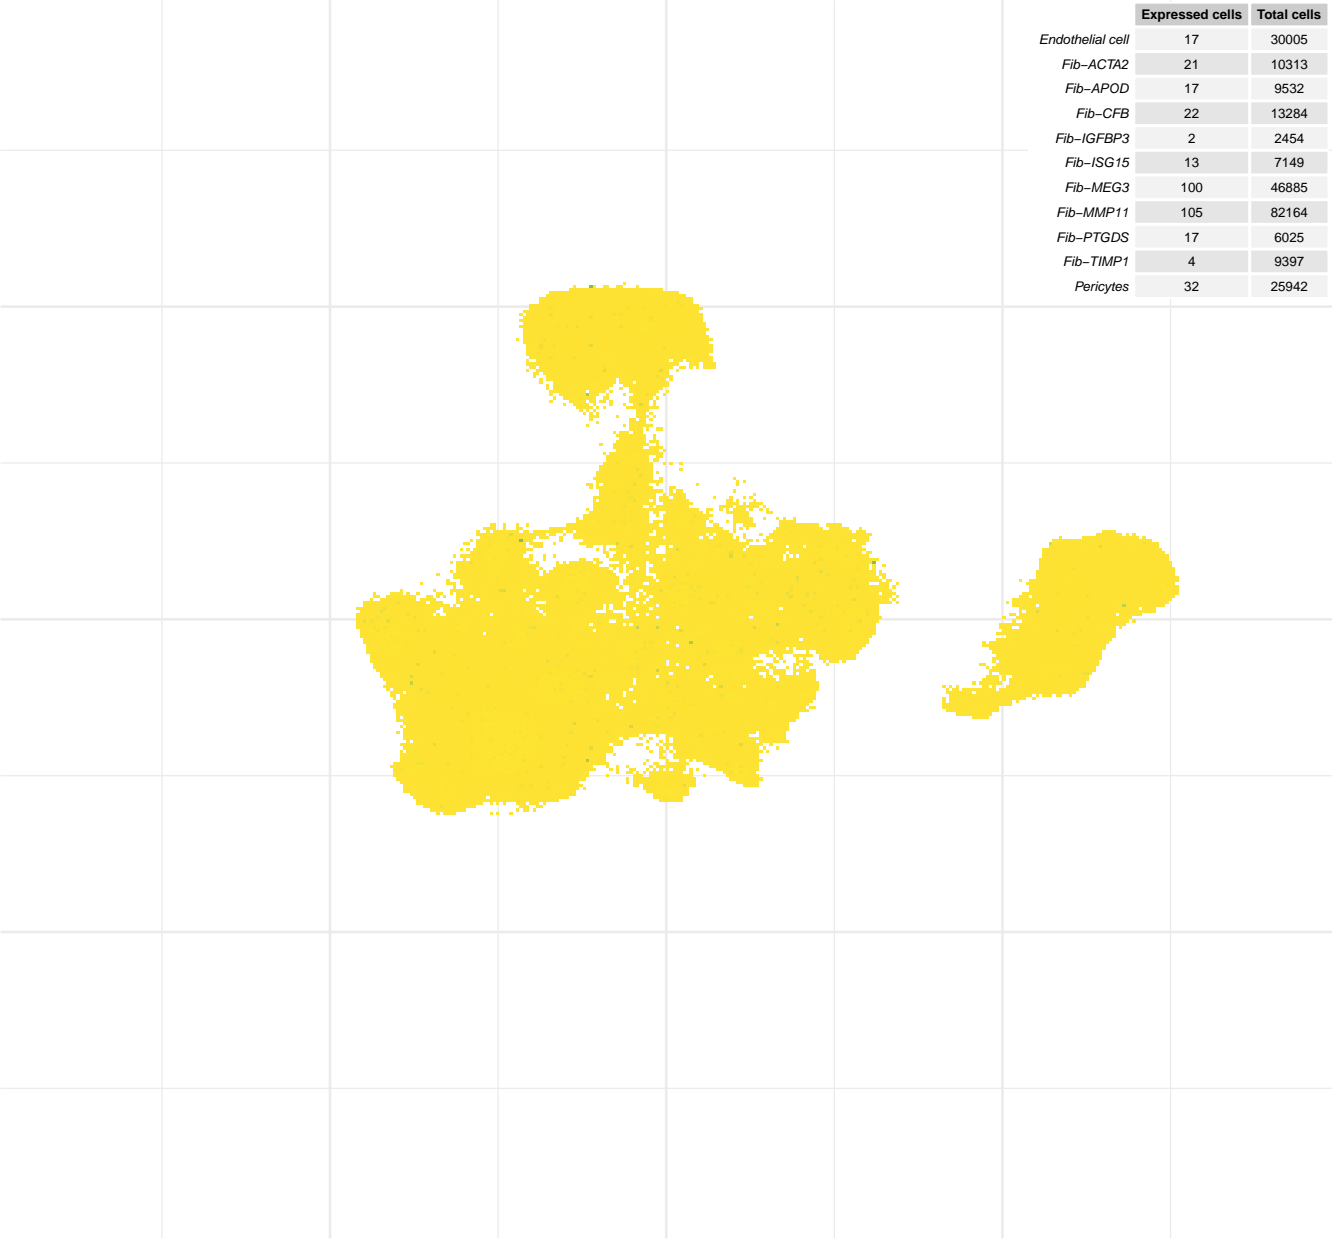 Expressed cells Total cells
Endothelial cell 17 30005
Fib−ACTA2 21 10313
Fib−APOD 17 9532
Fib−CFB 22 13284
Fib−IGFBP3 2 2454
Fib−ISG15 13 7149
Fib−MEG3 100 46885
Fib−MMP11 105 82164
Fib−PTGDS 17 6025
Fib−TIMP1 4 9397
Pericytes 32 25942